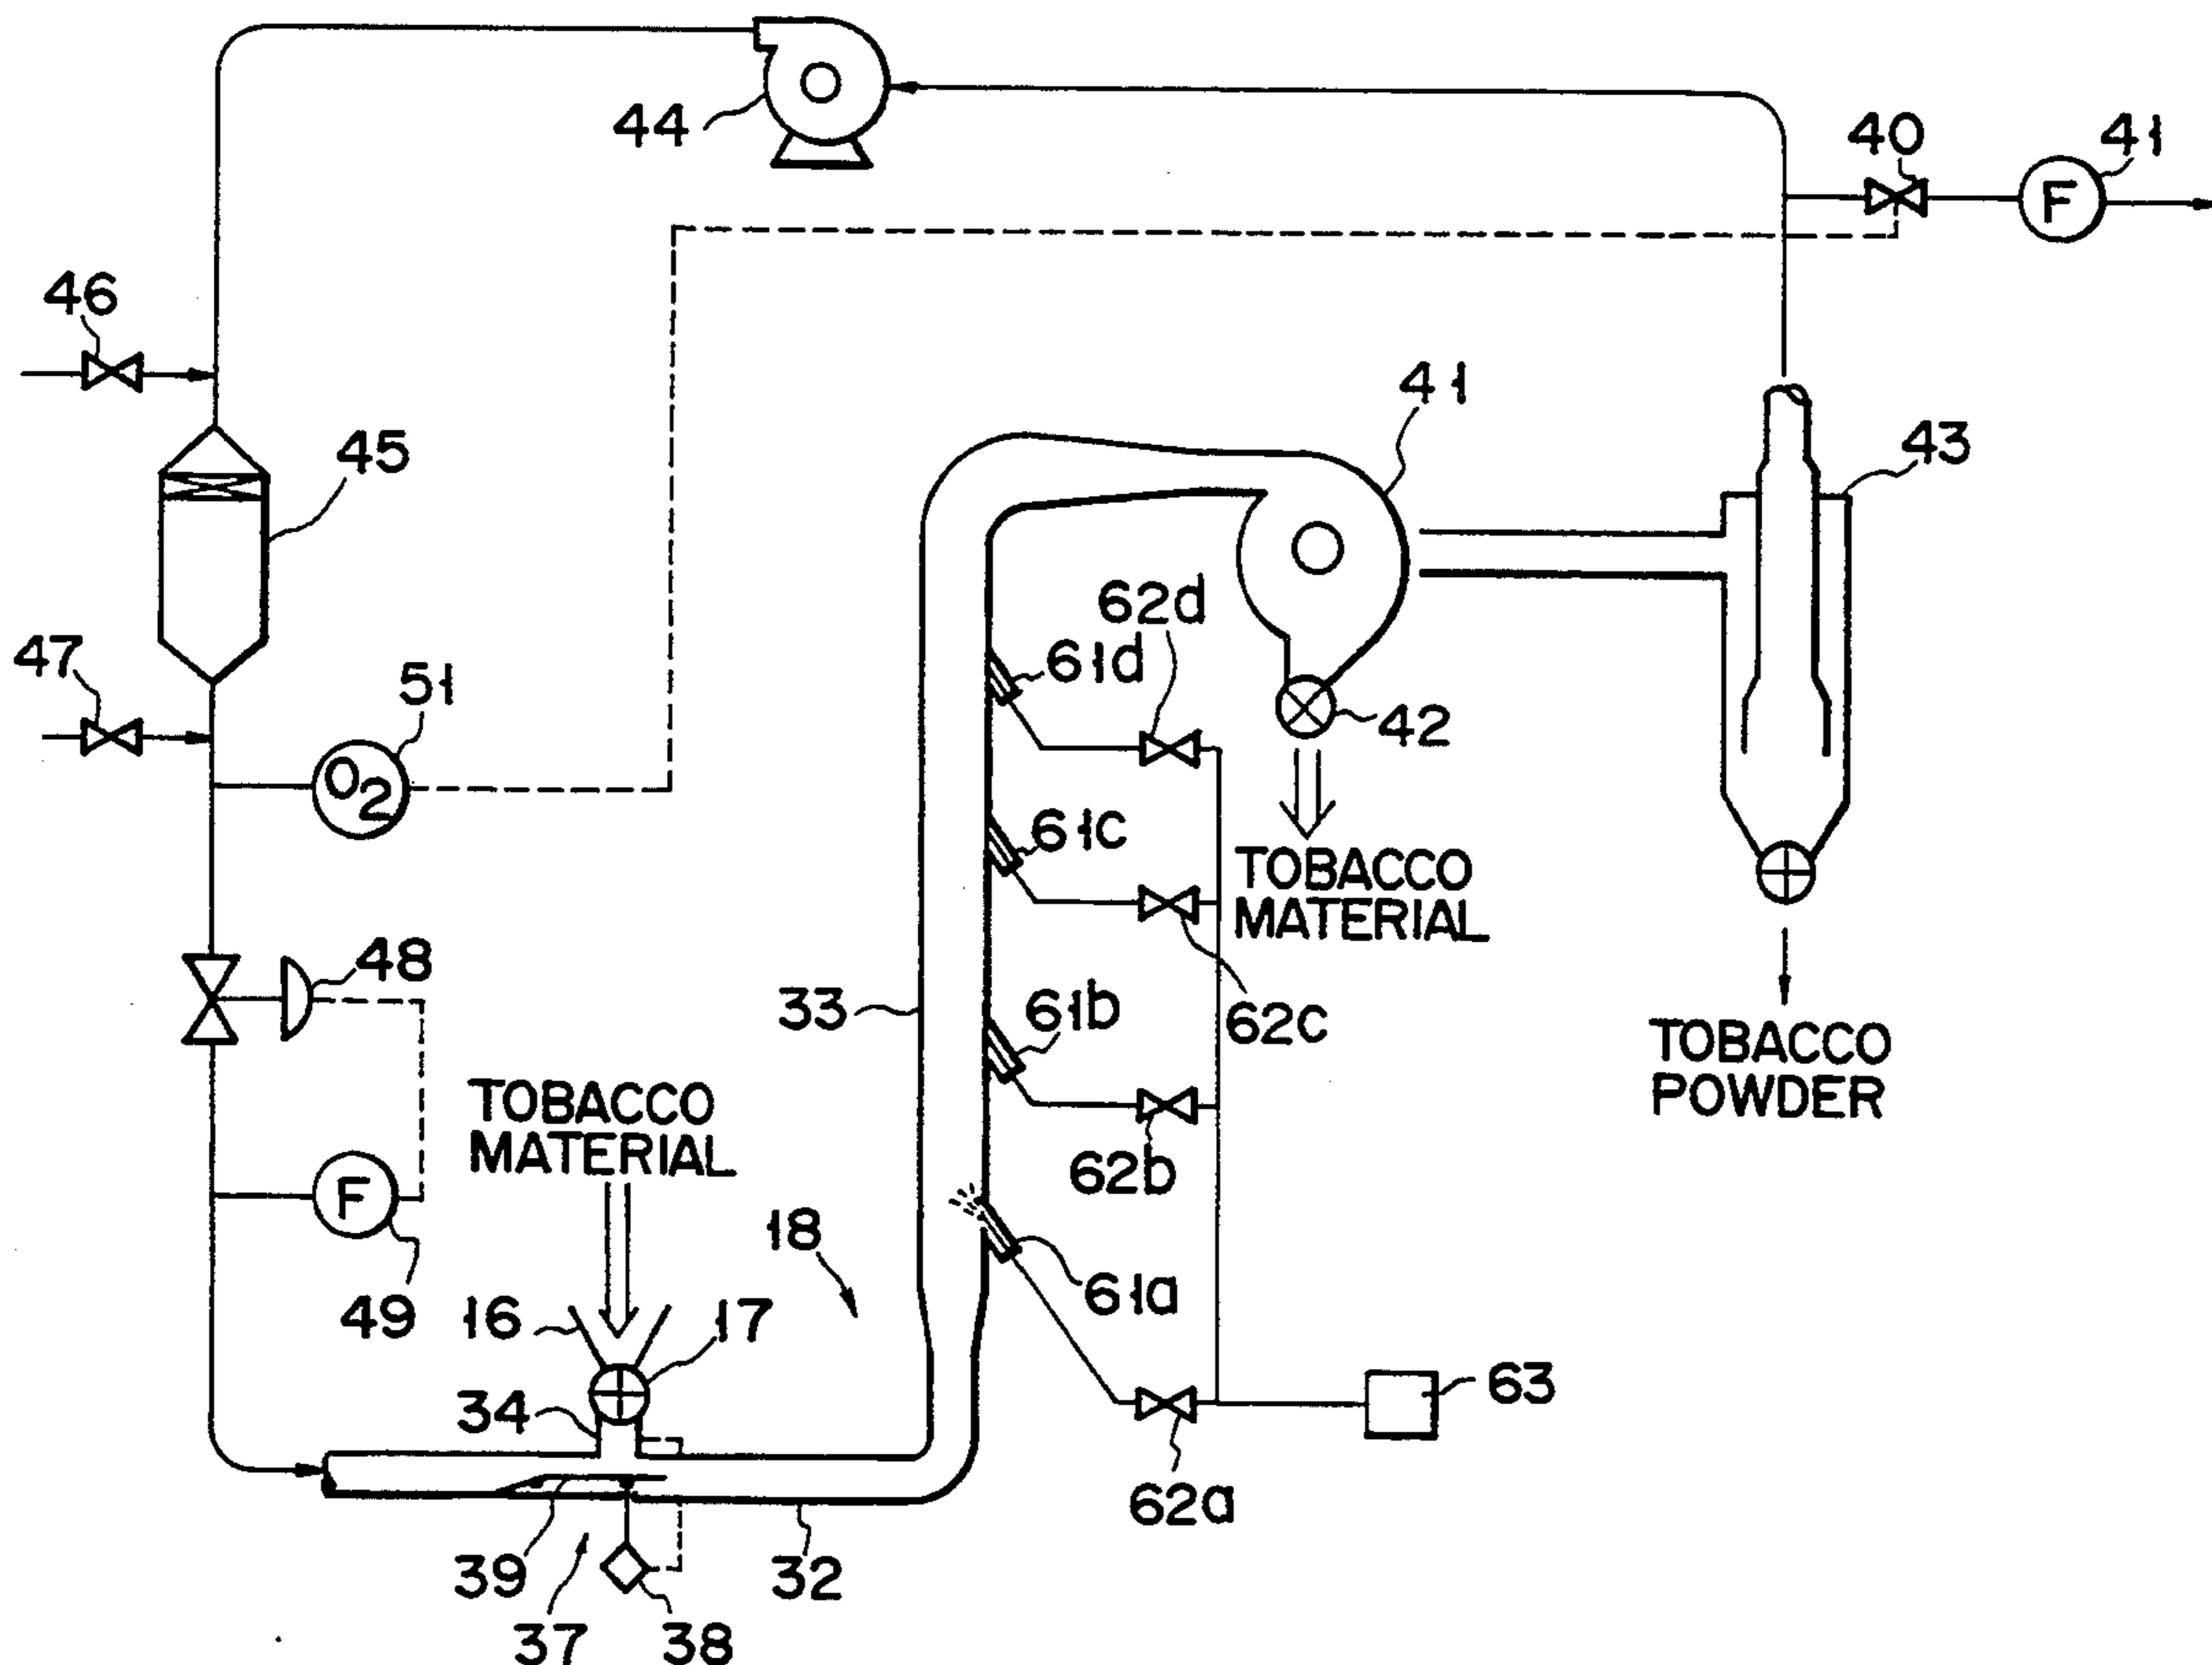 44
40
41
F
46
41
45
43
62d
61d
47
51
O2
42
61c
TOBACCO
MATERIAL
48
33
61b
62c
TOBACCO
POWDER
TOBACCO
MATERIAL
62b
F
18
61a
49
16
17
63
34
62a
39
32
37
38